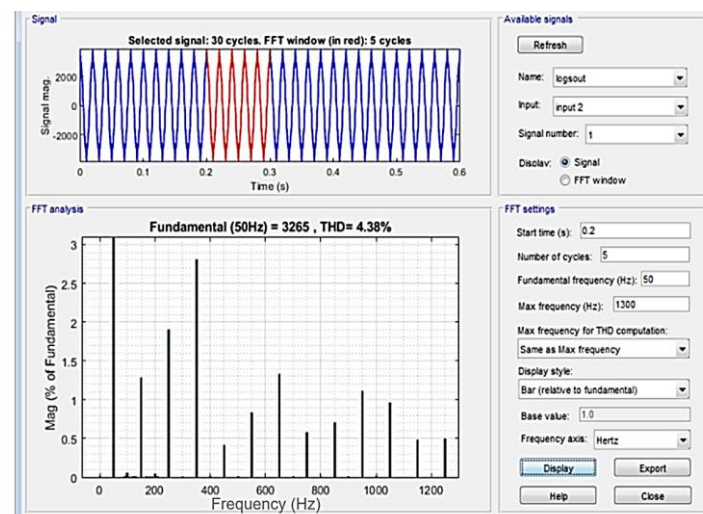 Signal
Selected signal: 30 cycles. FFT window (in red): 5 cycles
Signal mag.
2000
0
-2000
0 0.1 0.2 0.3 0.4 0.5 0.6
Time (s)
FFT analysis
Fundamental (50Hz) = 3265 , THD= 4.38%
Mag (% of Fundamental)
3
2.5
2
1.5
1
0.5
0
0 200 400 600 800 1000 1200
Frequency (Hz)
Available signals
Refresh
Name: logsout
Input: input 2
Signal number: 1
Display: Signal
FFT window
FFT settings
Start time (s): 0.2
Number of cycles: 5
Fundamental frequency (Hz): 50
Max frequency (Hz): 1300
Max frequency for THD computation:
Same as Max frequency
Display style:
Bar (relative to fundamental)
Base value: 1.0
Frequency axis: Hertz
Display Export
Help Close